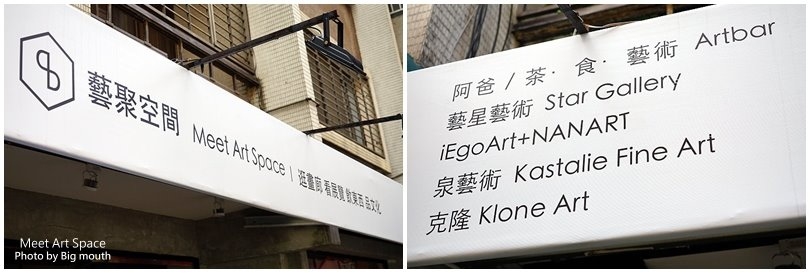 藝聚空間 Meet Art Space | 逛畫廊 看展覽 飲東西 品文化
Meet Art Space
Photo by Big mouth
阿爸 / 茶· 食· 藝術 Artbar
藝星藝術 Star Gallery
iEgoArt+NANART
泉藝術 Kastalie Fine Art
克隆 Klone Art